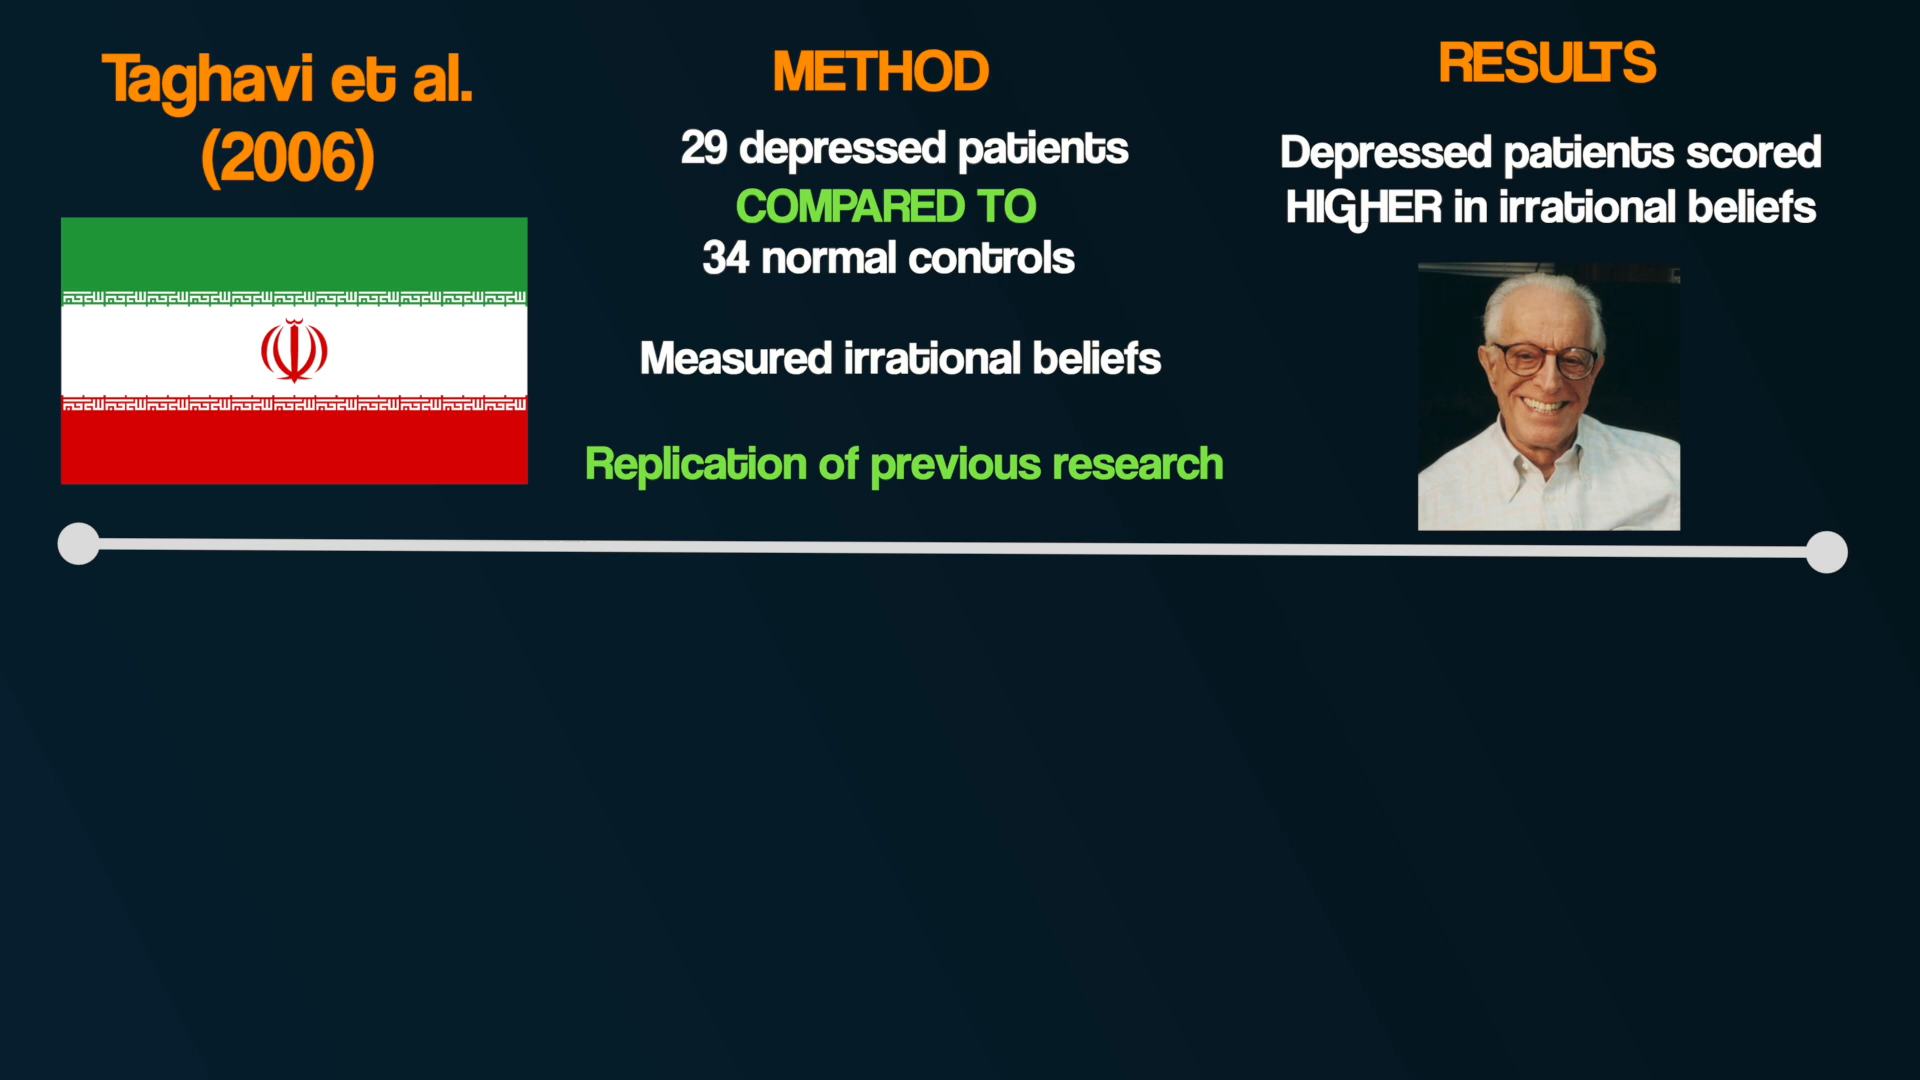 Taghavi et al.
(2006)
METHOD
29 depressed patients
COMPARED TO
34 normal controls
Measured irrational beliefs
Replication of previous research
RESULTS
Depressed patients scored
HIGHER in irrational beliefs